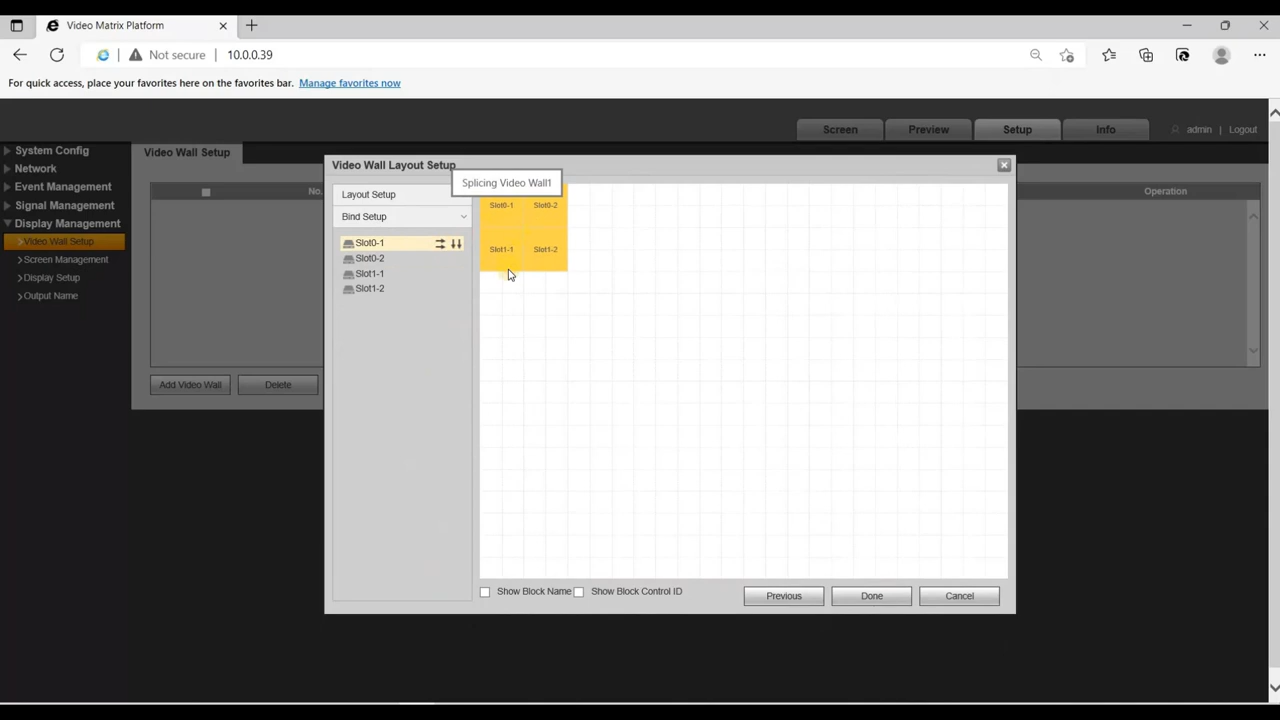 Video Matrix Platform
Not secure
10.0.0.39
For quick access, place your favorites here on the favorites bar. Manage favorites now
Screen
Preview
Setup
Info
admin | Logout
System Config
Network
Event Management
Signal Management
Display Management
Video Wall Setup
Screen Management
Display Setup
Output Name
Video Wall Setup
No.
Operation
Add Video Wall
Delete
Video Wall Layout Setup
Splicing Video Wall1
Layout Setup
Bind Setup
Slot0-1
Slot0-2
Slot1-1
Slot1-2
Slot0-1 Slot0-2
Slot1-1 Slot1-2
Show Block Name
Show Block Control ID
Previous
Done
Cancel